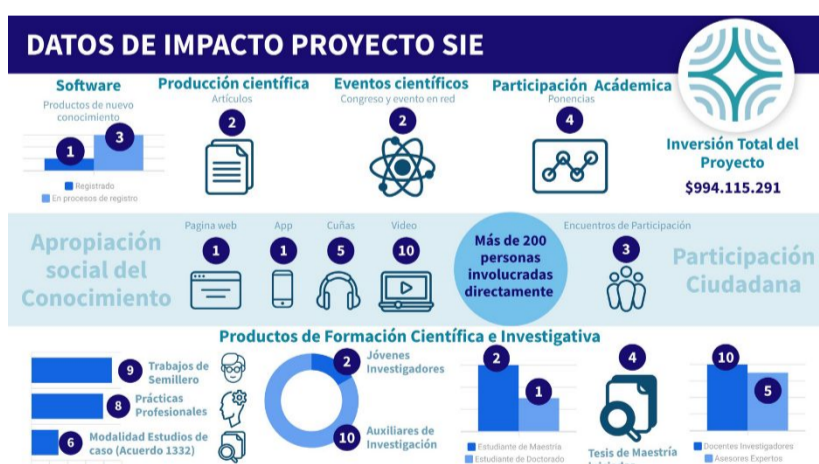 DATOS DE IMPACTO PROYECTO SIE
Software
Productos de nuevo
conocimiento
1
3
Registrado
En procesos de registro
Producción científica
Artículos
2
Eventos científicos
Congreso y evento en red
2
Participación Acádemica
Ponencias
4
Inversión Total del
Proyecto
$994.115.291
Apropiación
social del
Conocimiento
Pagina web
1
App
1
Cuñas
5
Video
10
Más de 200
personas
involucradas
directamente
Encuentros de Participación
3
Participación
Ciudadana
Productos de Formación Científica e Investigativa
9
Trabajos de
Semillero
8
Prácticas
Profesionales
6
Modalidad Estudios de
caso (Acuerdo 1332)
2
Jóvenes
Investigadores
10
Auxiliares de
Investigación
2
1
Estudiante de Maestría
Estudiante de Doctorado
4
Tesis de Maestría
10
5
Docentes Investigadores
Asesores Expertos